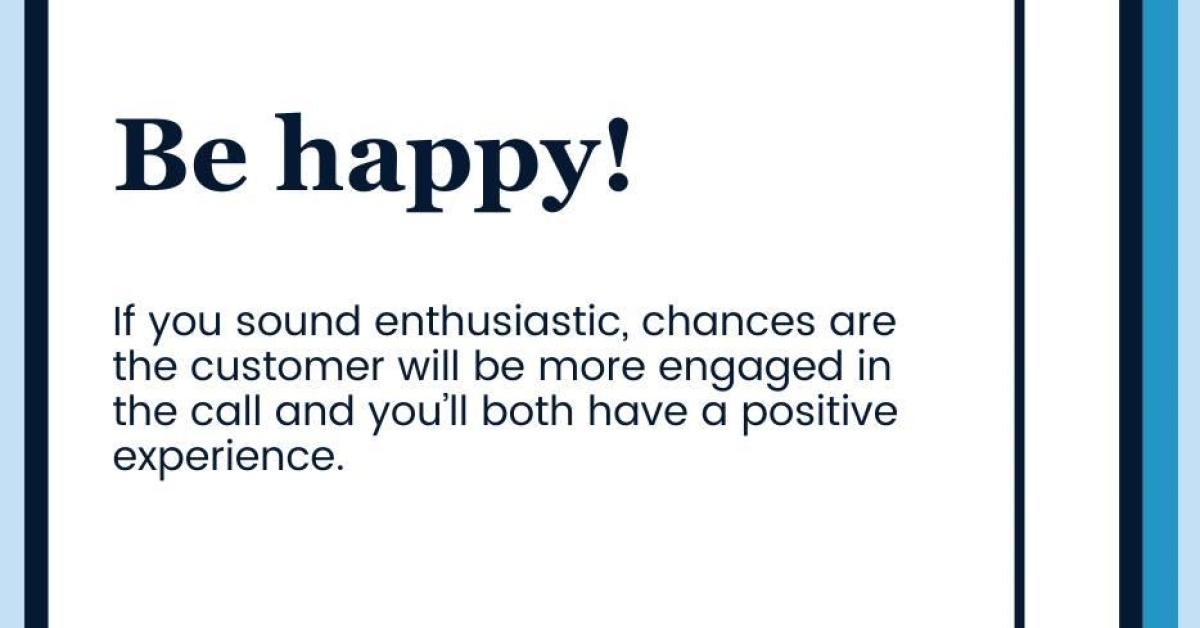 Be happy!
If you sound enthusiastic, chances are
the customer will be more engaged in
the call and you’ll both have a positive
experience.